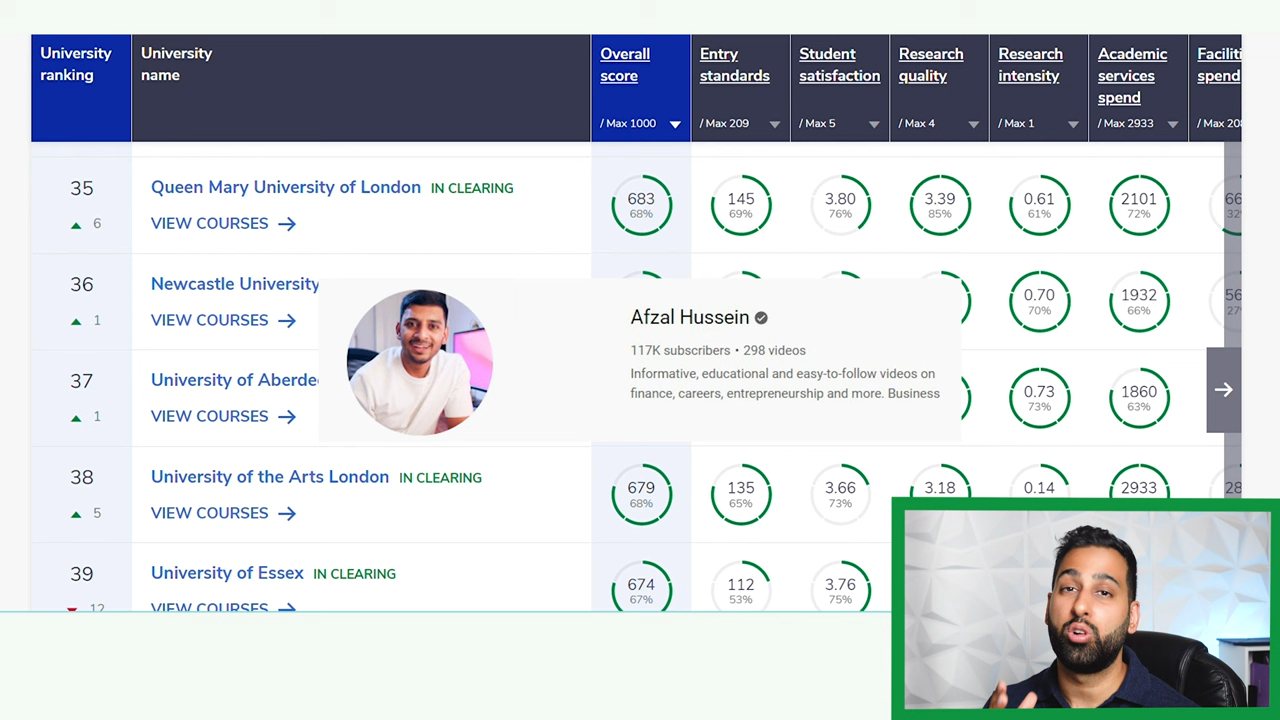 University ranking
University name
Overall score
/ Max 1000
Entry standards
/ Max 209
Student satisfaction
/ Max 5
Research quality
/ Max 4
Research intensity
/ Max 1
Academic services spend
/ Max 2933
spend
35
6
Queen Mary University of London IN CLEARING
VIEW COURSES
683
68%
145
69%
3.80
76%
3.39
85%
0.61
61%
2101
72%
36
1
Newcastle University
VIEW COURSES
0.70
70%
1932
66%
37
1
University of
VIEW COURSES
0.73
73%
1860
63%
Afzal Hussein
117K subscribers • 298 videos
Informative, educational and easy-to-follow videos on
finance, careers, entrepreneurship and more. Business
38
5
University of the Arts London IN CLEARING
VIEW COURSES
679
68%
135
65%
3.66
73%
3.18
0.14
2933
39
12
University of Essex IN CLEARING
VIEW COURSES
674
67%
112
53%
3.76
75%